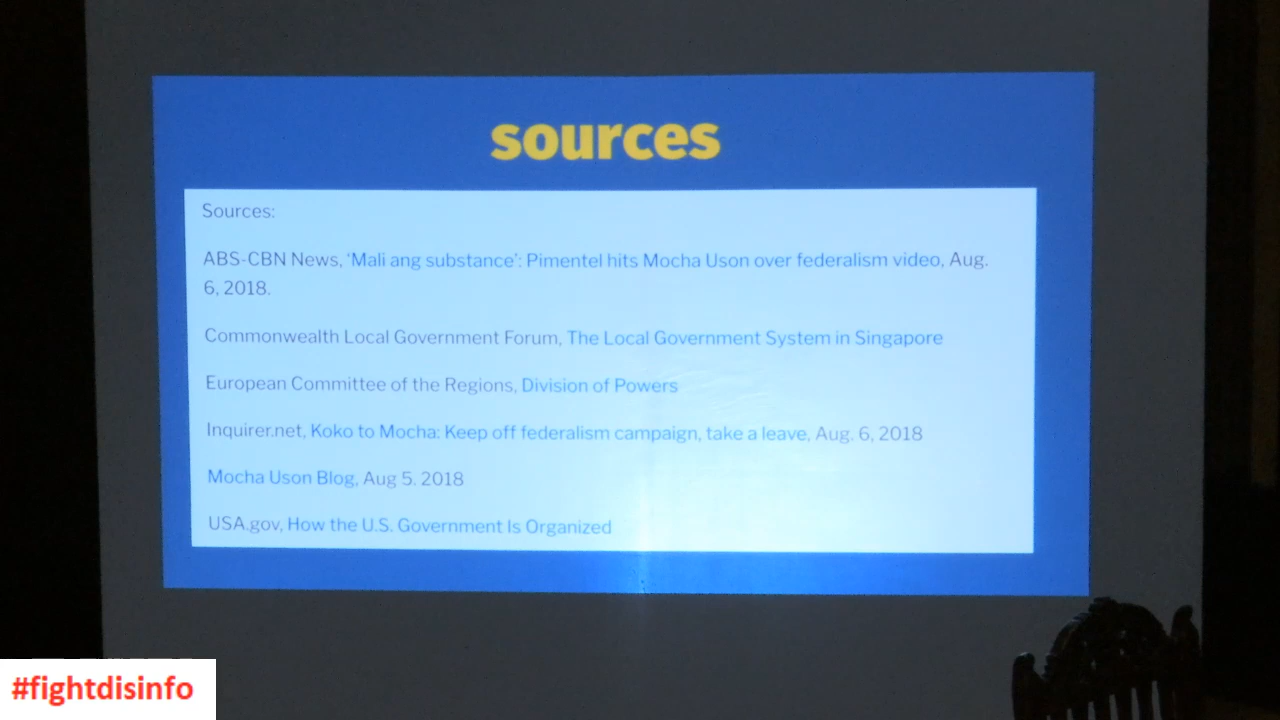 sources
Sources:
ABS-CBN News, ‘Mali ang substance’: Pimentel hits Mocha Uson over federalism video, Aug.
6, 2018.
Commonwealth Local Government Forum, The Local Government System in Singapore
European Committee of the Regions, Division of Powers
Inquirer.net, Koko to Mocha: Keep off federalism campaign, take a leave, Aug. 6, 2018
Mocha Uson Blog, Aug 5. 2018
USA.gov, How the U.S. Government Is Organized
#fightdisinfo